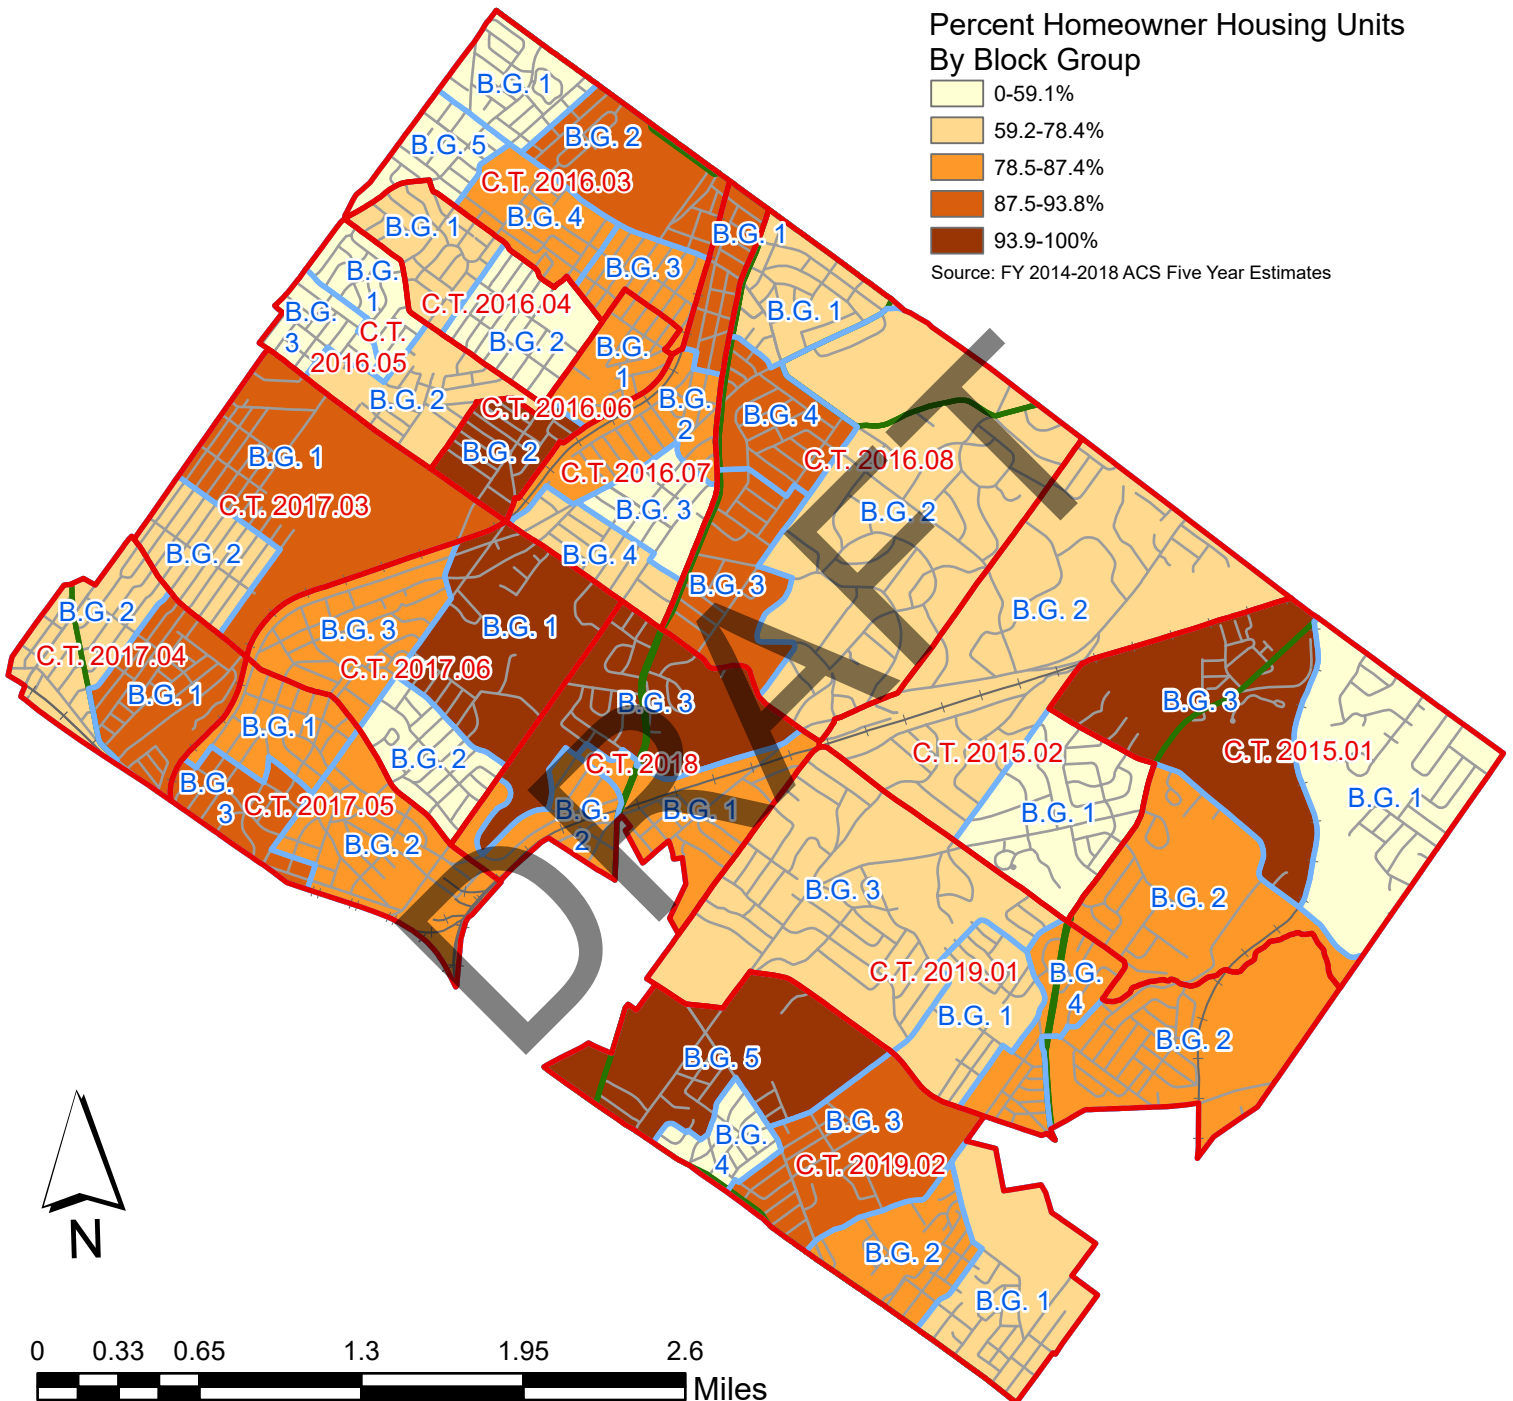 Percent Homeowner Housing Units
By Block Group
0-59.1%
59.2-78.4%
78.5-87.4%
87.5-93.8%
93.9-100%
Source: FY 2014-2018 ACS Five Year Estimates
B.G. 1
B.G. 2
B.G. 5
C.T. 2016.03
B.G. 4
B.G. 1
B.G. 1
B.G. 3
B.G.
1
C.T. 2016.04
B.G. 1
B.G.
3
C.T.
2016.05
B.G. 2
B.G.
1
B.G. 2
C.T. 2016.06
B.G.
2
B.G. 4
B.G. 2
C.T. 2016.08
B.G. 1
C.T. 2016.07
C.T. 2017.03
B.G. 3
B.G. 2
B.G. 2
B.G. 4
B.G. 3
B.G. 2
B.G. 2
B.G. 3
B.G. 1
C.T. 2017.04
C.T. 2017.06
B.G. 1
B.G. 3
B.G. 3
B.G. 1
C.T. 2015.02
C.T. 2015.01
B.G. 2
C.T. 2018
B.G.
3
C.T. 2017.05
B.G.
2
B.G. 1
B.G. 1
B.G. 1
B.G. 2
B.G. 3
B.G. 2
C.T. 2019.01
B.G.
4
B.G. 1
B.G. 2
B.G. 5
B.G. 3
B.G.
4
C.T. 2019.02
B.G. 2
B.G. 1
DRAFT
N
0 0.33 0.65 1.3 1.95 2.6
Miles